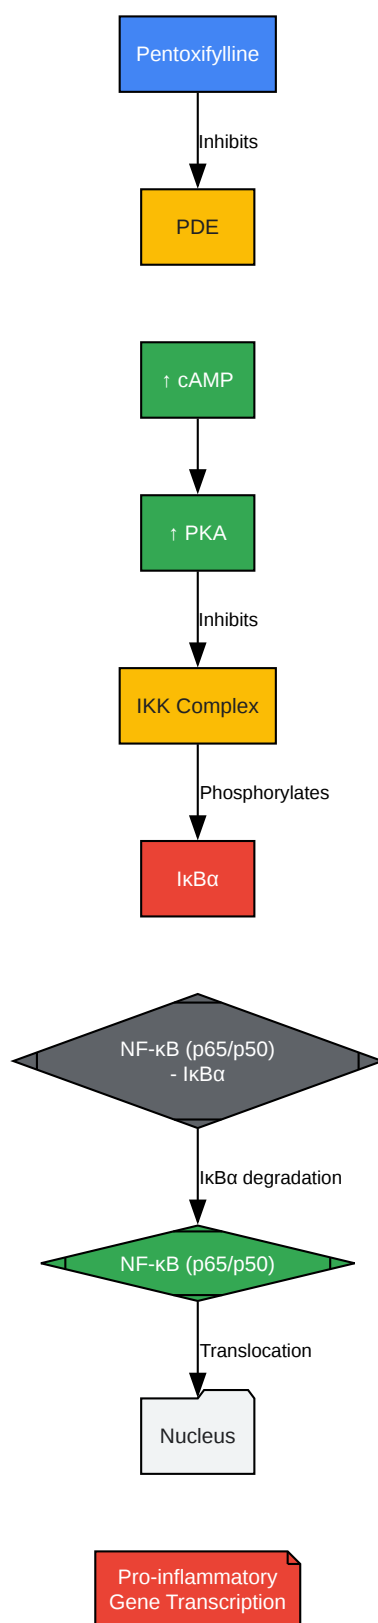 Pentoxifylline
Inhibits
PDE
↑ cAMP
↑ PKA
Inhibits
IKK Complex
Phosphorylates
IκBα
NF-κB (p65/p50)
- IκBα
IκBα degradation
NF-κB (p65/p50)
Translocation
Nucleus
Pro-inflammatory
Gene Transcription